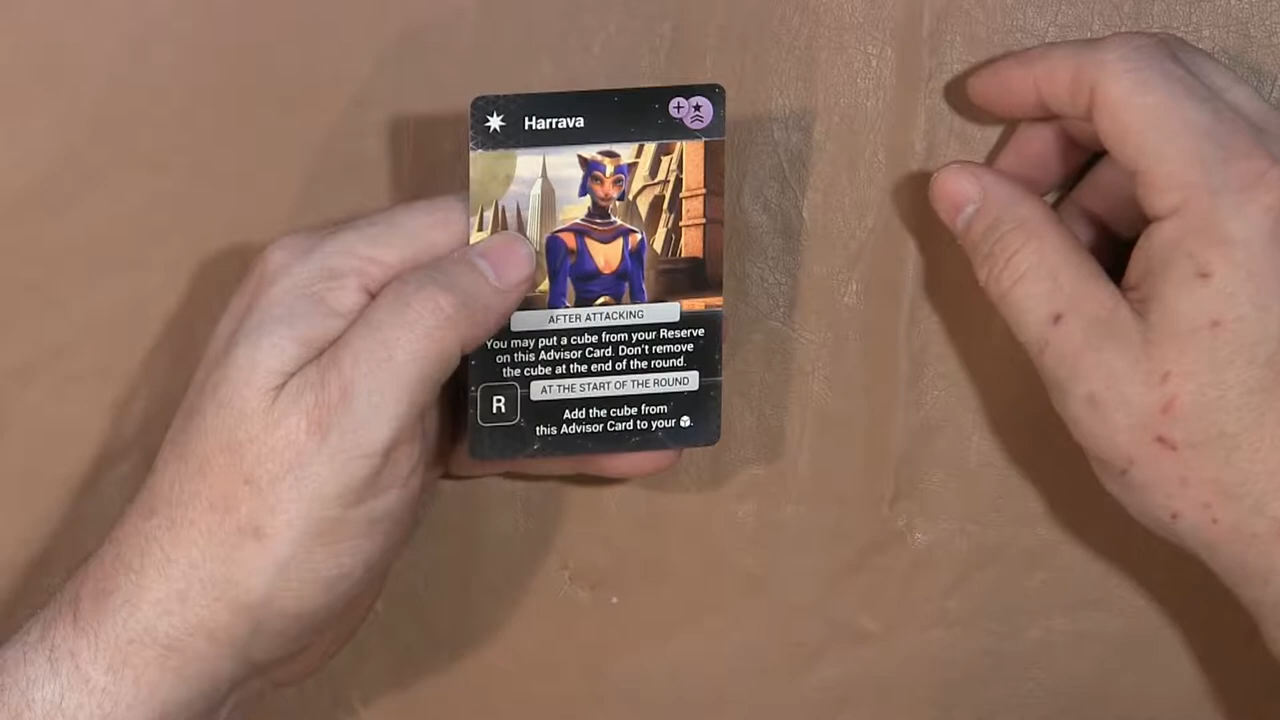 Harrava
AFTER ATTACKING
You may put a cube from your Reserve
on this Advisor Card. Don't remove
the cube at the end of the round.
AT THE START OF THE ROUND
R
Add the cube from
this Advisor Card to your .